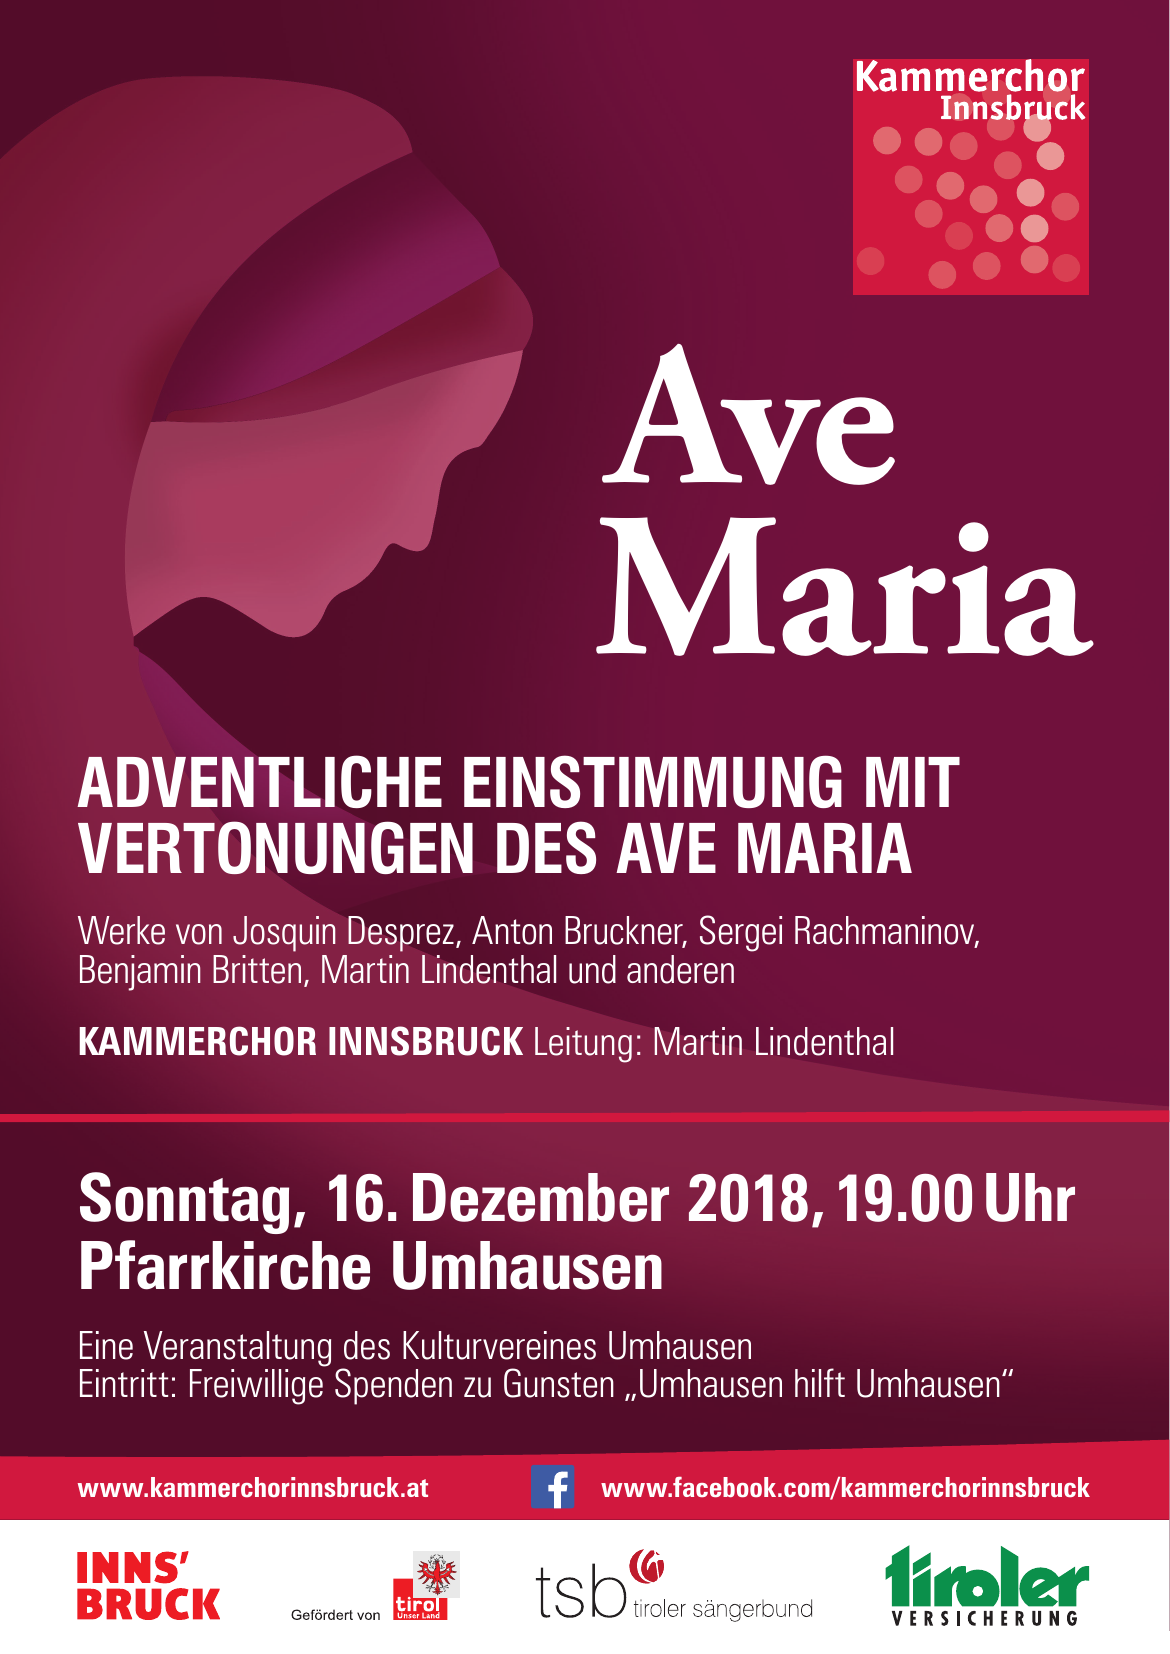 Kammerchor
Innsbruck
Ave
Maria
ADVENTLICHE EINSTIMMUNG MIT
VERTONUNGEN DES AVE MARIA
Werke von Josquin Desprez, Anton Bruckner, Sergei Rachmaninov,
Benjamin Britten, Martin Lindenthal und anderen
KAMMERCHOR INNSBRUCK Leitung: Martin Lindenthal
Sonntag, 16. Dezember 2018, 19.00 Uhr
Pfarrkirche Umhausen
Eine Veranstaltung des Kulturvereines Umhausen
Eintritt: Freiwillige Spenden zu Gunsten „Umhausen hilft Umhausen“
www.kammerchorinnsbruck.at f www.facebook.com/kammerchorinnsbruck
INNS'
BRUCK
Gefördert von
tirol
Unser Land
tsb tiroler sängerbund
tiroler
VERSICHERUNG